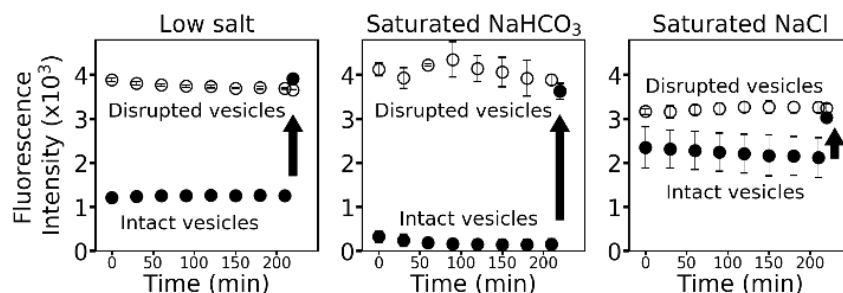 Low salt
Saturated NaHCO₃
Saturated NaCl
Fluorescence
Intensity (x10³)
4
3
2
1
0
Disrupted vesicles
Intact vesicles
0 50 100 150 200
Time (min)
4
3
2
1
0
Disrupted vesicles
Intact vesicles
0 50 100 150 200
Time (min)
4
3
2
1
0
Disrupted vesicles
Intact vesicles
0 50 100 150 200
Time (min)